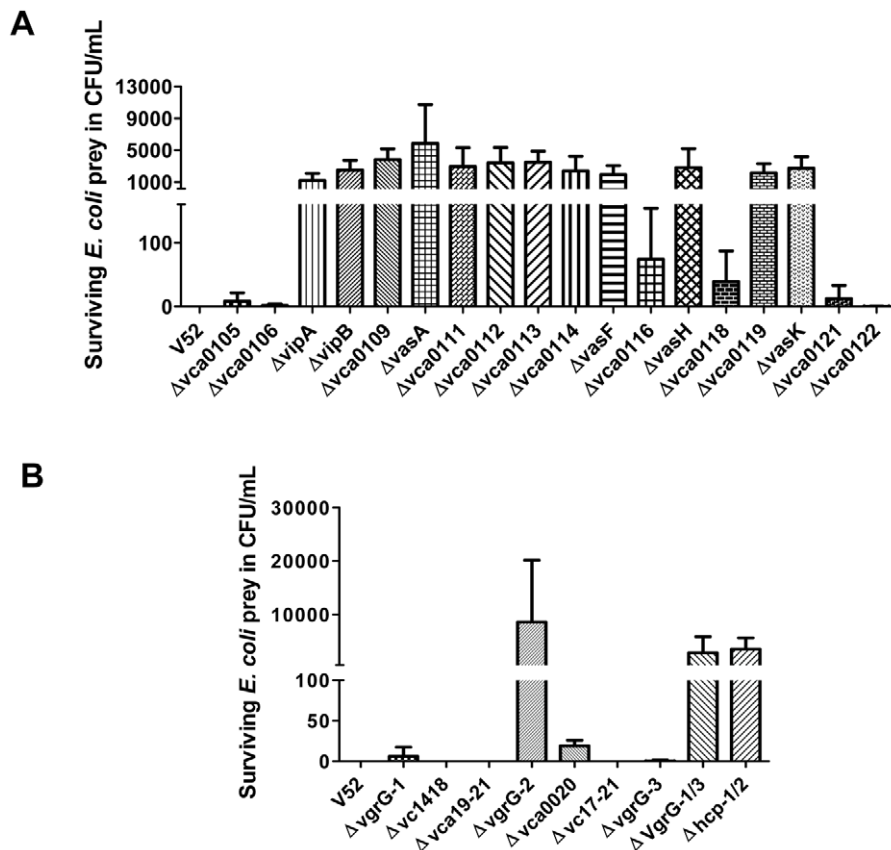 A
Surviving E. coli prey in CFU/mL
13000
9000
5000
1000
100
0
V52
Δvca0105
Δvca0106
ΔvipA
ΔvipB
Δvca0109
ΔvasA
Δvca0111
Δvca0112
Δvca0113
Δvca0114
ΔvasF
Δvca0116
ΔvasH
Δvca0118
Δvca0119
ΔvasK
Δvca0121
Δvca0122
B
Surviving E. coli prey in CFU/mL
30000
20000
10000
100
50
0
V52
ΔvgrG-1
Δvc1418
Δvca19-21
ΔvgrG-2
Δvca0020
Δvc17-21
ΔvgrG-3
ΔVgrG-1/3
Δhcp-1/2